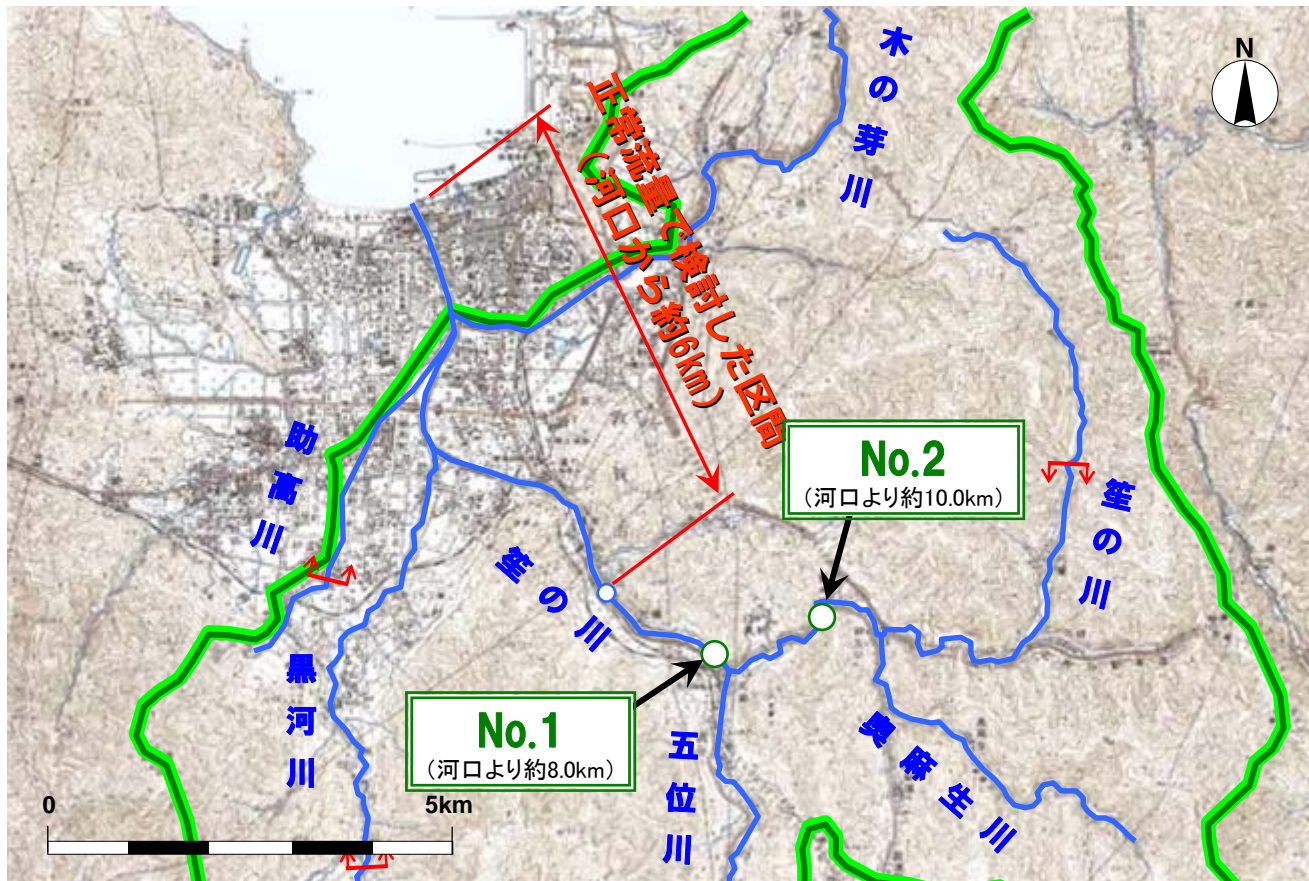 N
木の芽川
正常流量で検討した区間
（河口から約6km）
助高川
No.2
（河口より約10.0km）
笙の川
笙の川
黒河川
No.1
（河口より約8.0km）
五位川
奥麻生川
0
5km